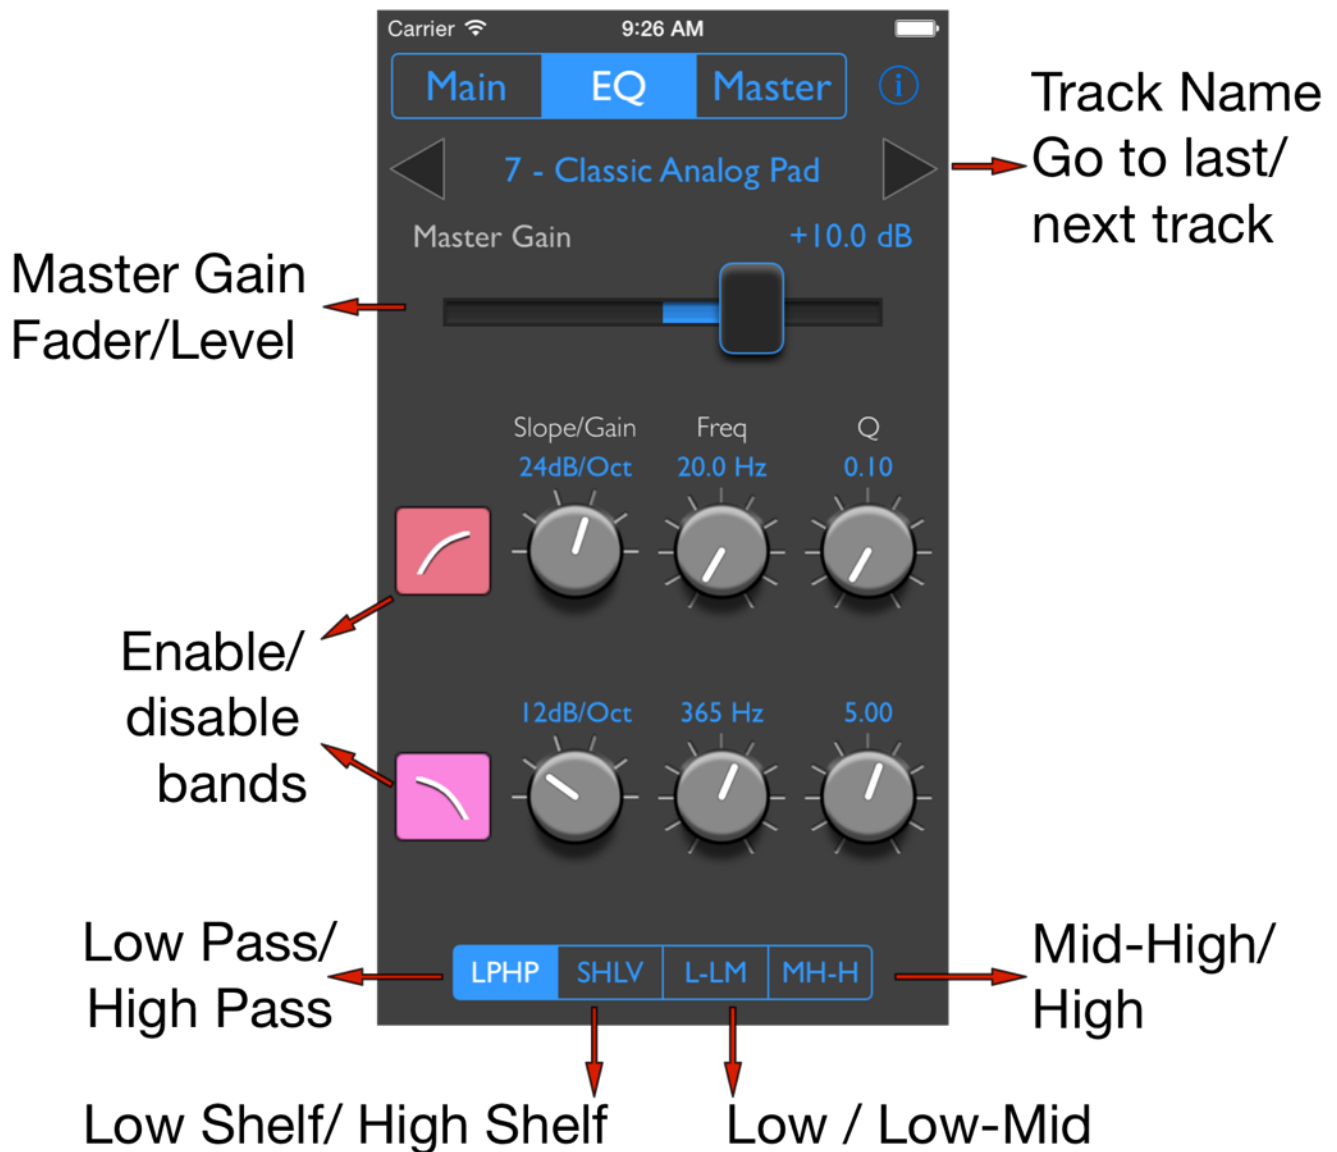 Carrier 9:26 AM
Main EQ Master i
7 - Classic Analog Pad
Track Name
Go to last/
next track
Master Gain +10.0 dB
Master Gain
Fader/Level
Slope/Gain Freq Q
24dB/Oct 20.0 Hz 0.10
Enable/
disable
bands
12dB/Oct 365 Hz 5.00
Low Pass/
High Pass
LPHP SHLV L-LM MH-H
Mid-High/
High
Low Shelf/ High Shelf
Low / Low-Mid